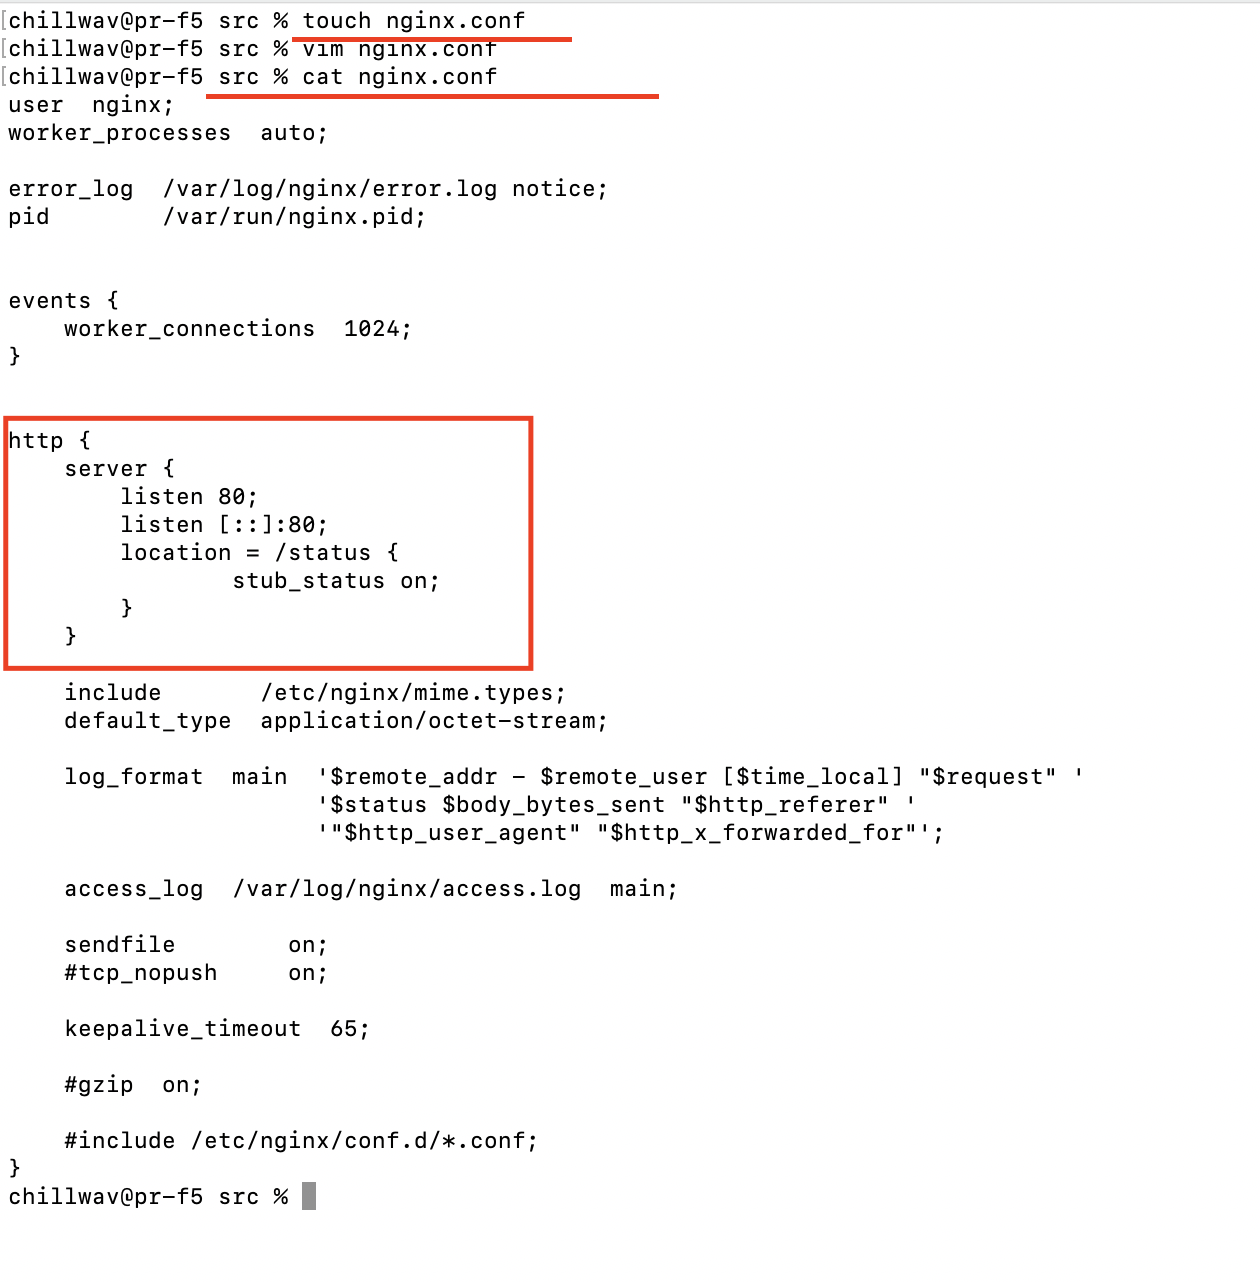 [chillwav@pr-f5 src % touch nginx.conf
[chillwav@pr-f5 src % vim nginx.conf
[chillwav@pr-f5 src % cat nginx.conf
user  nginx;
worker_processes  auto;

error_log  /var/log/nginx/error.log notice;
pid        /var/run/nginx.pid;


events {
    worker_connections  1024;
}


http {
    server {
        listen 80;
        listen [::]:80;
        location = /status {
                stub_status on;
        }
    }

    include       /etc/nginx/mime.types;
    default_type  application/octet-stream;

    log_format  main  '$remote_addr - $remote_user [$time_local] "$request" '
                      '$status $body_bytes_sent "$http_referer" '
                      '"$http_user_agent" "$http_x_forwarded_for"';

    access_log  /var/log/nginx/access.log  main;

    sendfile        on;
    #tcp_nopush     on;

    keepalive_timeout  65;

    #gzip  on;

    #include /etc/nginx/conf.d/*.conf;
}
chillwav@pr-f5 src %